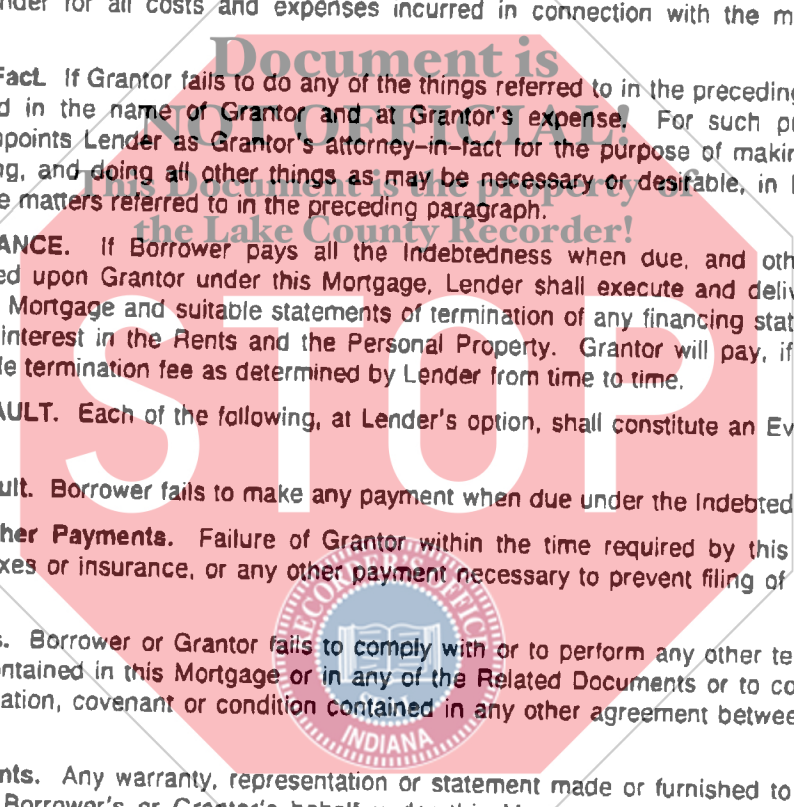 nder for all costs and expenses incurred in connection with the m
Document is
Fact. If Grantor fails to do any of the things referred to in the preceding
d in the name of Grantor and at Grantor's expense. For such p
NOT OFFICIAL!
points Lender as Grantor's attorney-in-fact for the purpose of makin
ng, and doing all other things as may be necessary or desirable, in
This Document is the property of
e matters referred to in the preceding paragraph.
the Lake County Recorder!
ANCE. If Borrower pays all the Indebtedness when due, and oth
ed upon Grantor under this Mortgage, Lender shall execute and deliv
Mortgage and suitable statements of termination of any financing stat
interest in the Rents and the Personal Property. Grantor will pay, if
le termination fee as determined by Lender from time to time.
STOP
AULT. Each of the following, at Lender's option, shall constitute an Ev
ult. Borrower fails to make any payment when due under the Indebted
her Payments. Failure of Grantor within the time required by this
xes or insurance, or any other payment necessary to prevent filing of
RECORDER'S OFFIC
s. Borrower or Grantor fails to comply with or to perform any other te
ntained in this Mortgage or in any of the Related Documents or to co
SEAL
ation, covenant or condition contained in any other agreement betwee
INDIANA
nts. Any warranty, representation or statement made or furnished to
Borrower's or Grantor's behalf under this M